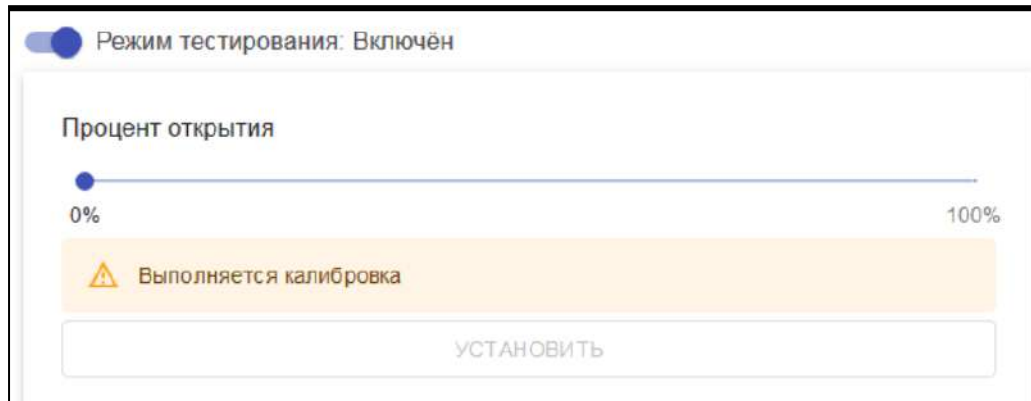 Режим тестирования: Включён
Процент открытия
0% 100%
Выполняется калибровка
УСТАНОВИТЬ